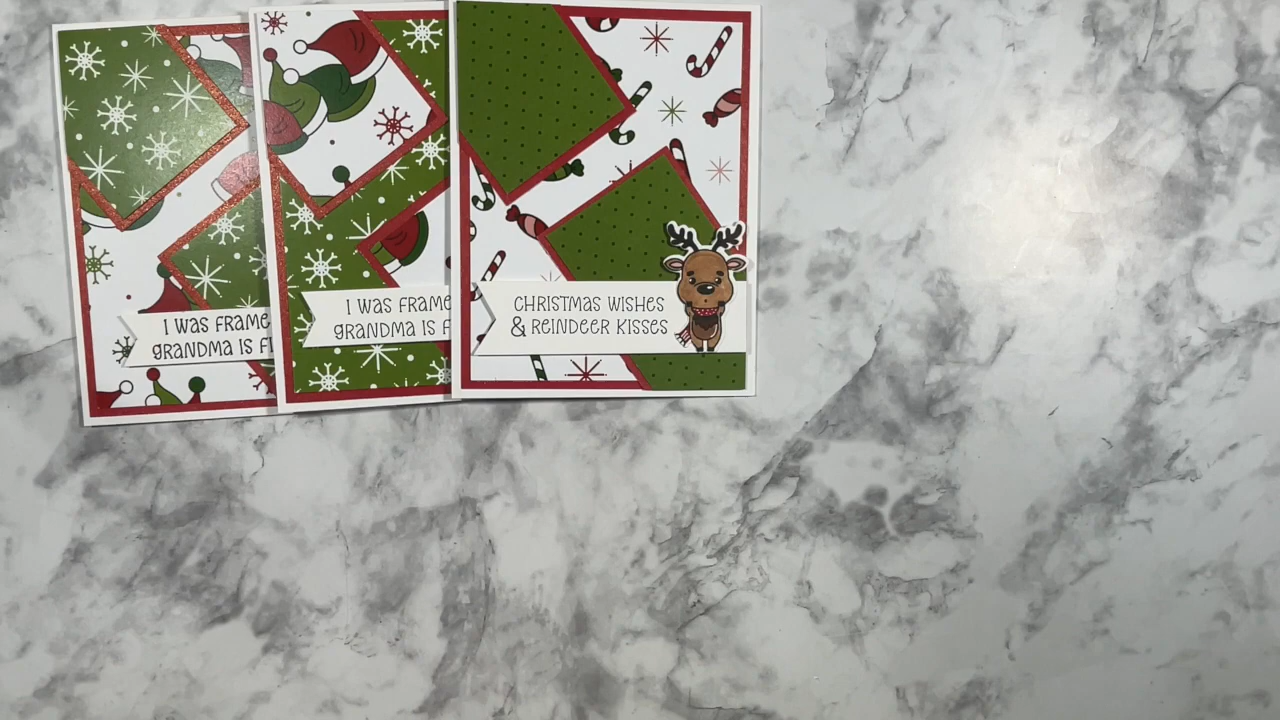 I WAS FRAME
GRANDMA IS F
I WAS FRAME
GRANDMA IS F
CHRISTMAS WISHES
& REINDEER KISSES